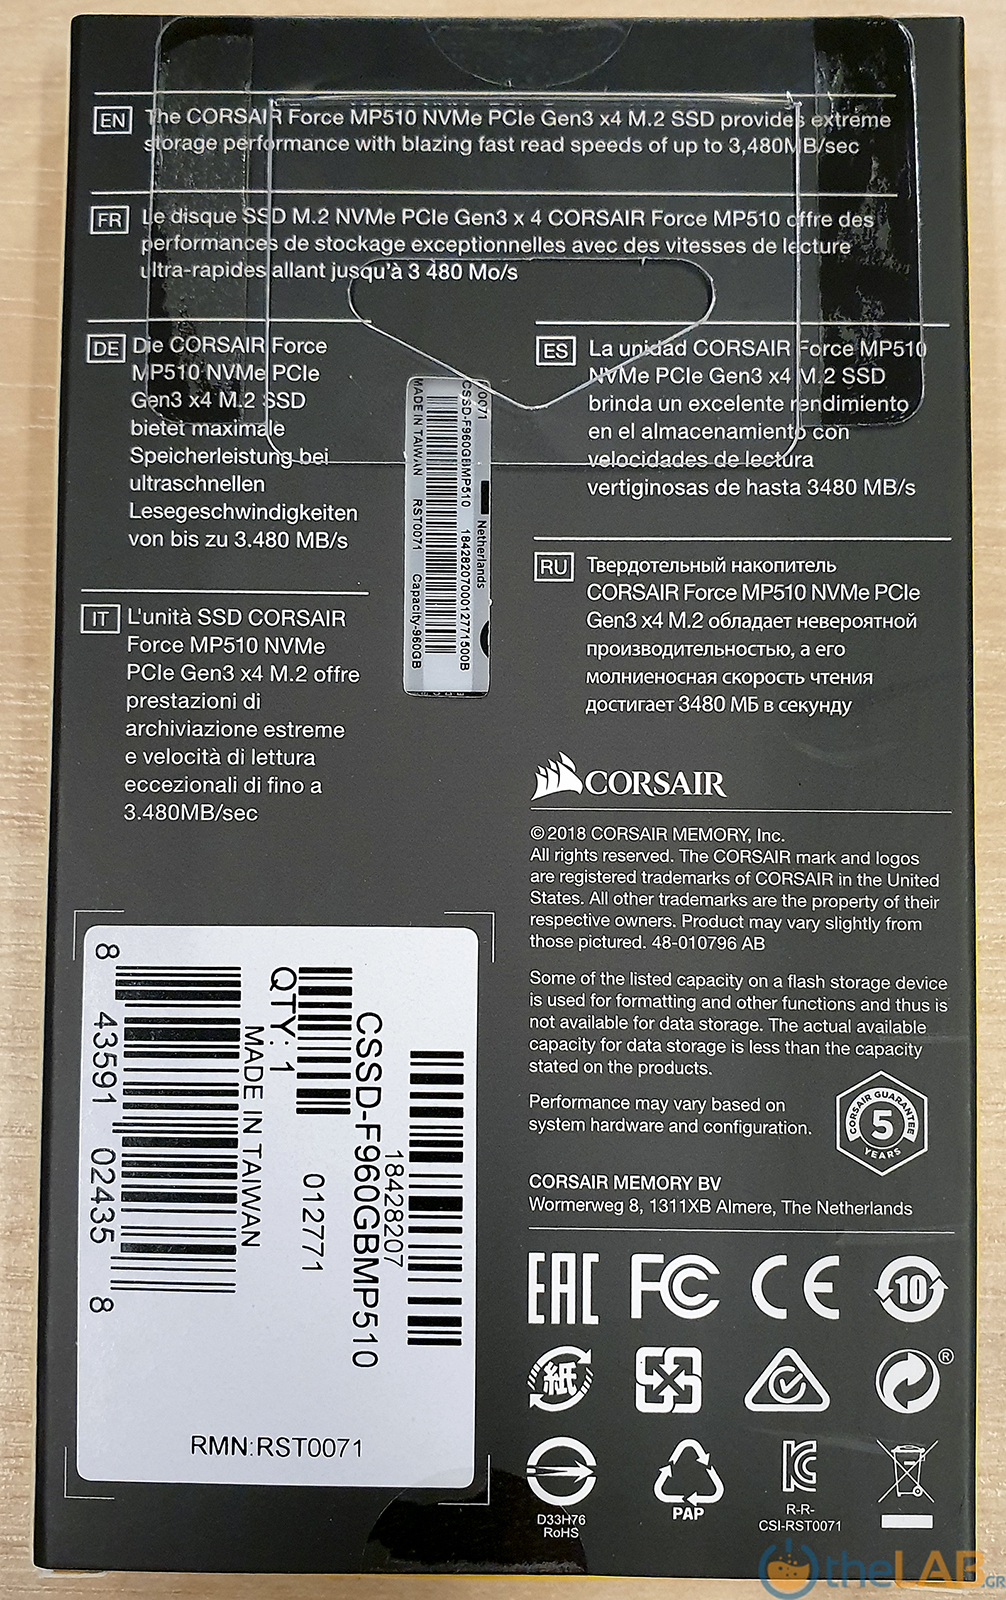 EN
The CORSAIR Force MP510 NVMe PCIe Gen3 x4 M.2 SSD provides extreme
storage performance with blazing fast read speeds of up to 3,480MB/sec
FR
Le disque SSD M.2 NVMe PCIe Gen3 x 4 CORSAIR Force MP510 offre des
performances de stockage exceptionnelles avec des vitesses de lecture
ultra-rapides allant jusqu'à 3 480 Mo/s
DE
Die CORSAIR Force
MP510 NVMe PCIe
Gen3 x4 M.2 SSD
bietet maximale
Speicherleistung bei
ultraschnellen
Lesegeschwindigkeiten
von bis zu 3.480 MB/s
ES
La unidad CORSAIR Force MP510
NVMe PCIe Gen3 x4 M.2 SSD
brinda un excelente rendimiento
en el almacenamiento con
velocidades de lectura
vertiginosas de hasta 3480 MB/s
IT
L'unità SSD CORSAIR
Force MP510 NVMe
PCIe Gen3 x4 M.2 offre
prestazioni di
archiviazione estreme
e velocità di lettura
eccezionali di fino a
3.480MB/sec
RU
Твердотельный накопитель
CORSAIR Force MP510 NVMe PCIe
Gen3 x4 M.2 обладает невероятной
производительностью, а его
молниеносная скорость чтения
достигает 3480 МБ в секунду
0071
Netherlands
CSSD-F960GBMP510 1842820700012771500B
MADE IN TAIWAN RST0071 Capacity-960GB
CORSAIR
© 2018 CORSAIR MEMORY, Inc.
All rights reserved. The CORSAIR mark and logos
are registered trademarks of CORSAIR in the United
States. All other trademarks are the property of their
respective owners. Product may vary slightly from
those pictured. 48-010796 AB
Some of the listed capacity on a flash storage device
is used for formatting and other functions and thus is
not available for data storage. The actual available
capacity for data storage is less than the capacity
stated on the products.
Performance may vary based on
system hardware and configuration.
CORSAIR GUARANTEE
5
YEARS
CORSAIR MEMORY BV
Wormerweg 8, 1311XB Almere, The Netherlands
18428207
CSSD-F960GBMP510
QTY: 1 012771
MADE IN TAIWAN
8 43591 02435 8
RMN:RST0071
EAC FC CE 10
紙 ®
D33H76
RoHS
PAP
R-R-
CSI-RST0071
theLAB.GR